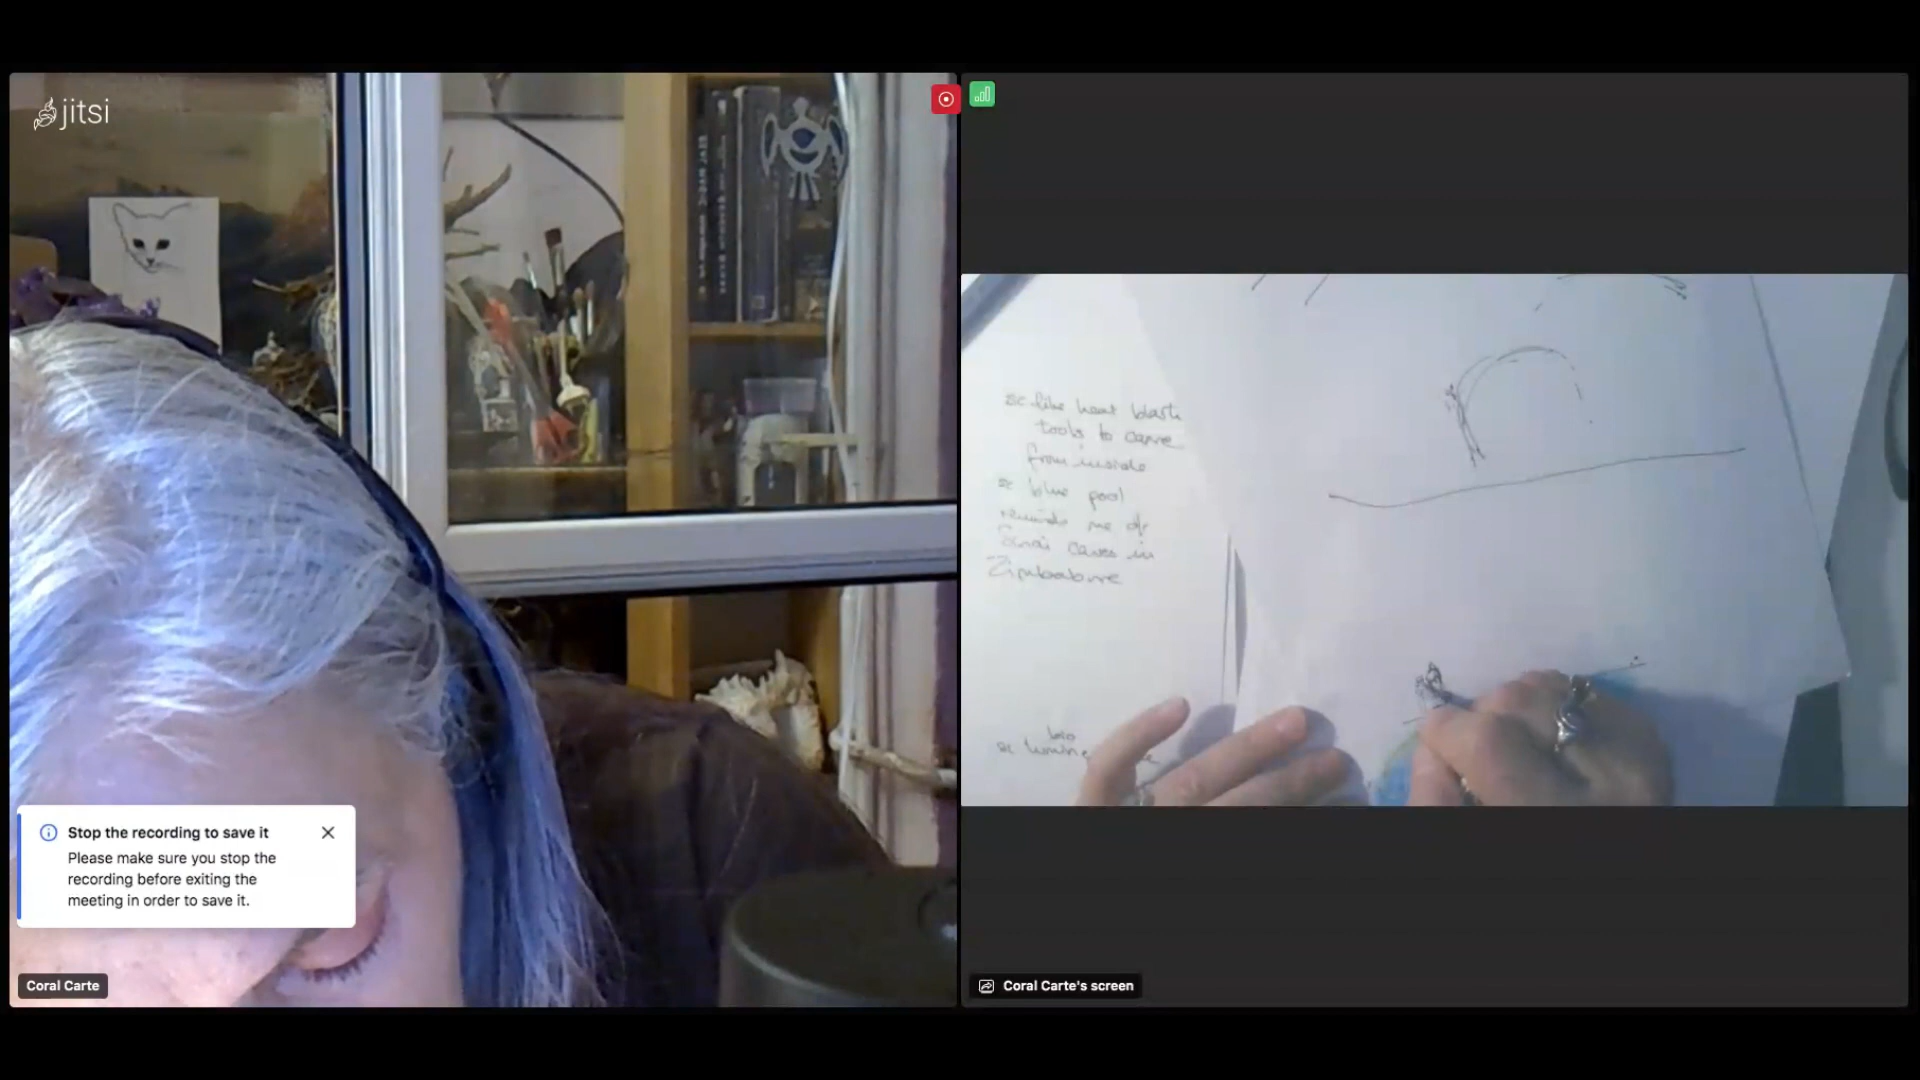 jitsi
Stop the recording to save it
Please make sure you stop the
recording before exiting the
meeting in order to save it.
Coral Carte
heat blast
tools to carve
from inside
blue pool
reminds me of
caves in
Zimbabwe
bio
Coral Carte's screen